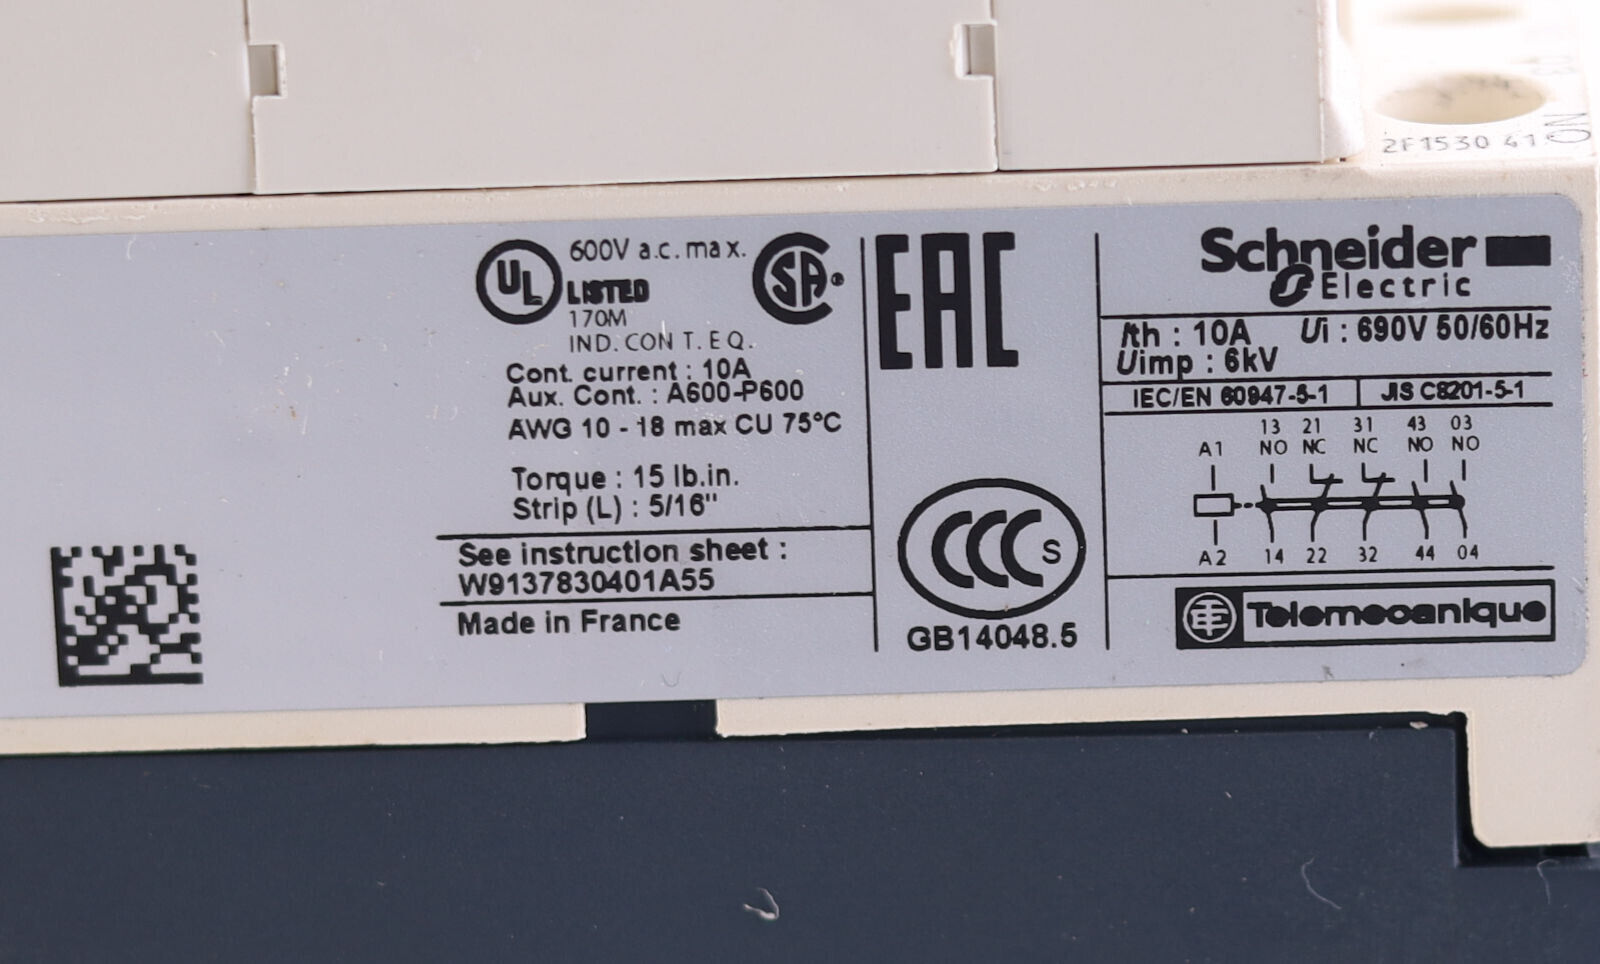 2F1530 41
NO
UL
600V a.c. max.
LISTED
170M
IND. CONT. EQ.
SA
Cont. current : 10A
Aux. Cont. : A600-P600
AWG 10 - 18 max CU 75°C
Torque : 15 lb.in.
Strip (L) : 5/16"
See instruction sheet :
W9137830401A55
Made in France
EAC
CCC S
GB14048.5
Schneider
Electric
Ith : 10A Ui : 690V 50/60Hz
Uimp : 6kV
IEC/EN 60947-5-1 JIS C8201-5-1
13 21 31 43 03
A1 NO NC NC NO NO
A2 14 22 32 44 04
Telemecanique